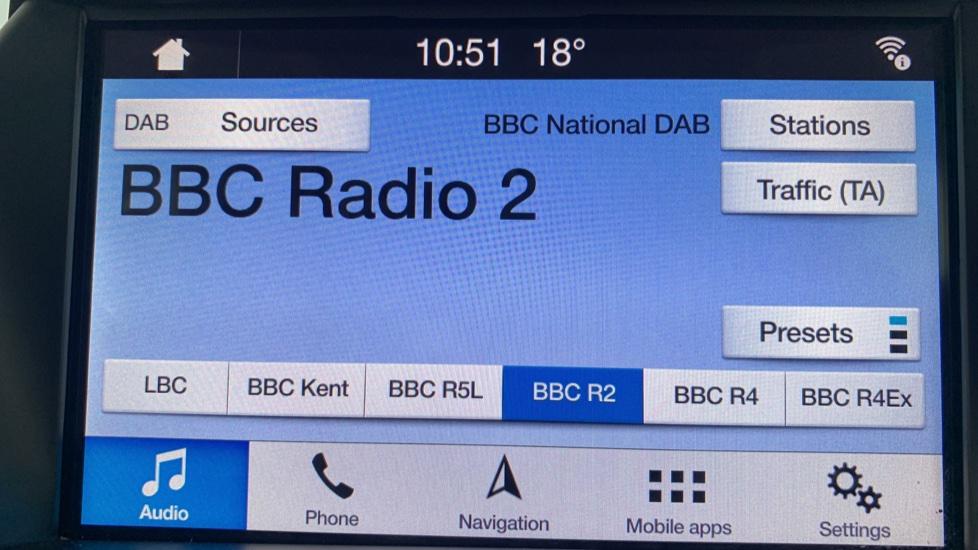 10:51 18°
DAB Sources
BBC National DAB
Stations
BBC Radio 2
Traffic (TA)
Presets
LBC
BBC Kent
BBC R5L
BBC R2
BBC R4
BBC R4Ex
Audio
Phone
Navigation
Mobile apps
Settings